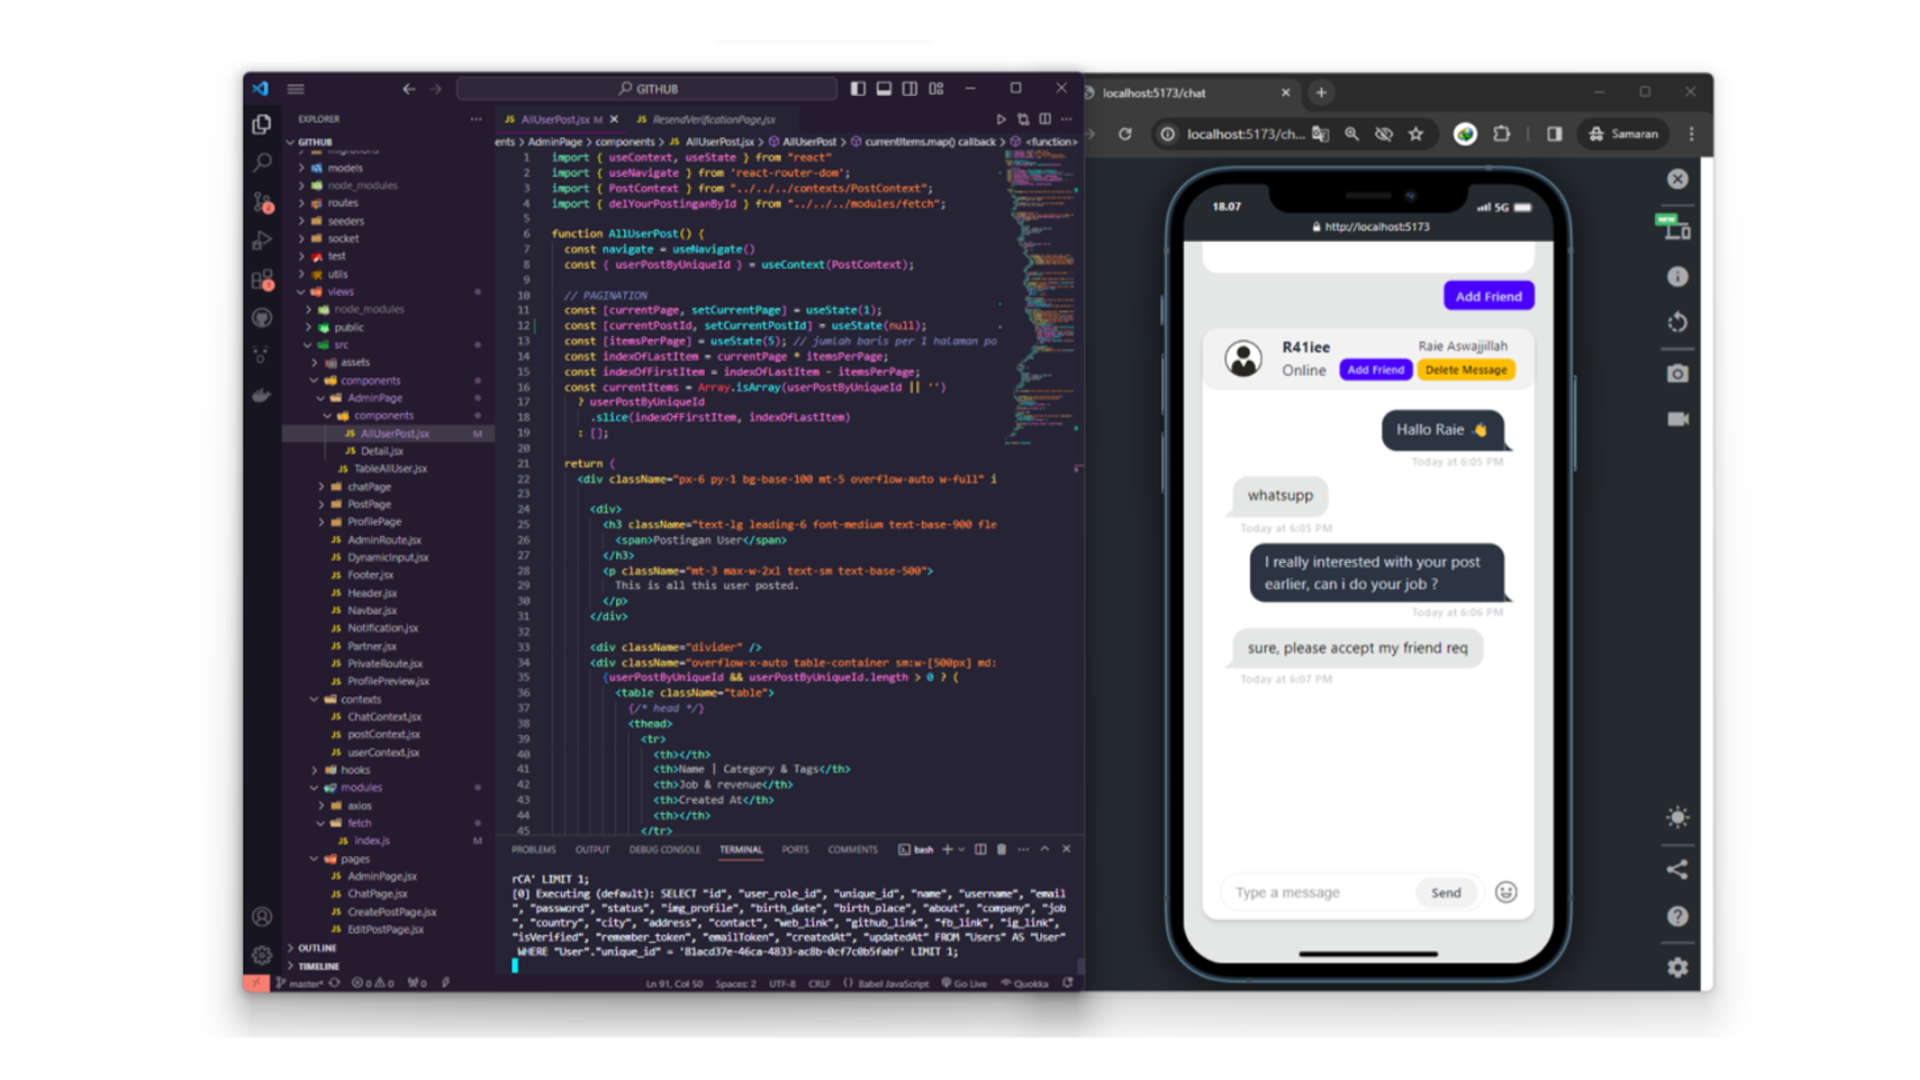 GITHUB
EXPLORER
GITHUB
models
node_modules
routes
seeders
socket
test
utils
views
node_modules
public
src
assets
components
AdminPage
components
AllUserPost.jsx M
Detail.jsx
TableAllUser.jsx
chatPage
PostPage
ProfilePage
AdminRoute.jsx
DynamicInput.jsx
Footer.jsx
Header.jsx
Navbar.jsx
Notification.jsx
Partner.jsx
PrivateRoute.jsx
ProfilePreview.jsx
contexts
ChatContext.jsx
postContext.jsx
userContext.jsx
hooks
modules
axios
fetch
index.js M
pages
AdminPage.jsx
ChatPage.jsx
CreatePostPage.jsx
EditPostPage.jsx
OUTLINE
TIMELINE
JS AllUserPost.jsx M JS ResendVerificationPage.jsx
ents > AdminPage > components > JS AllUserPost.jsx > AllUserPost > currentItems.map() callback > <function>
1 import { useContext, useState } from "react"
2 import { useNavigate } from 'react-router-dom';
3 import { PostContext } from "../../../contexts/PostContext";
4 import { delYourPostinganById } from "../../../modules/fetch";
5
6 function AllUserPost() {
7 const navigate = useNavigate()
8 const { userPostByUniqueId } = useContext(PostContext);
9
10 // PAGINATION
11 const [currentPage, setCurrentPage] = useState(1);
12 const [currentPostId, setCurrentPostId] = useState(null);
13 const [itemsPerPage] = useState(5); // jumlah baris per 1 halaman pa
14 const indexOfLastItem = currentPage * itemsPerPage;
15 const indexOfFirstItem = indexOfLastItem - itemsPerPage;
16 const currentItems = Array.isArray(userPostByUniqueId || '')
17 ? userPostByUniqueId
18 .slice(indexOfFirstItem, indexOfLastItem)
19 : [];
20
21 return (
22 <div className="px-6 py-1 bg-base-100 mt-5 overflow-auto w-full" i
23
24 <div>
25 <h3 className="text-lg leading-6 font-medium text-base-900 fle
26 <span>Postingan User</span>
27 </h3>
28 <p className="mt-3 max-w-2xl text-sm text-base-500">
29 This is all this user posted.
30 </p>
31 </div>
32
33 <div className="divider" />
34 <div className="overflow-x-auto table-container sm:w-[500px] md:
35 {userPostByUniqueId && userPostByUniqueId.length > 0 ? (
36 <table className="table">
37 {/* head */}
38 <thead>
39 <tr>
40 <th></th>
41 <th>Name | Category & Tags</th>
42 <th>Job & revenue</th>
43 <th>Created At</th>
44 <th></th>
45 </tr>
PROBLEMS OUTPUT DEBUG CONSOLE TERMINAL PORTS COMMENTS bash
rCA' LIMIT 1;
[0] Executing (default): SELECT "id", "user_role_id", "unique_id", "name", "username", "email
", "password", "status", "img_profile", "birth_date", "birth_place", "about", "company", "job
", "country", "city", "address", "contact", "web_link", "github_link", "fb_link", "ig_link",
"isVerified", "remember_token", "emailToken", "createdAt", "updatedAt" FROM "Users" AS "User"
WHERE "User"."unique_id" = '81acd37e-46ca-4833-ac8b-0cf7c0b5fabf' LIMIT 1;
master* 0 0 0 Ln 91, Col 50 Spaces: 2 UTF-8 CRLF {} Babel JavaScript Go Live Quokka
localhost:5173/chat
localhost:5173/ch... Samaran
NEW
18.07 5G
http://localhost:5173
Add Friend
R41iee Raie Aswajjillah
Online Add Friend Delete Message
Hallo Raie 👋
Today at 6:05 PM
whatsupp
Today at 6:05 PM
I really interested with your post
earlier, can i do your job ?
Today at 6:06 PM
sure, please accept my friend req
Today at 6:07 PM
Type a message Send